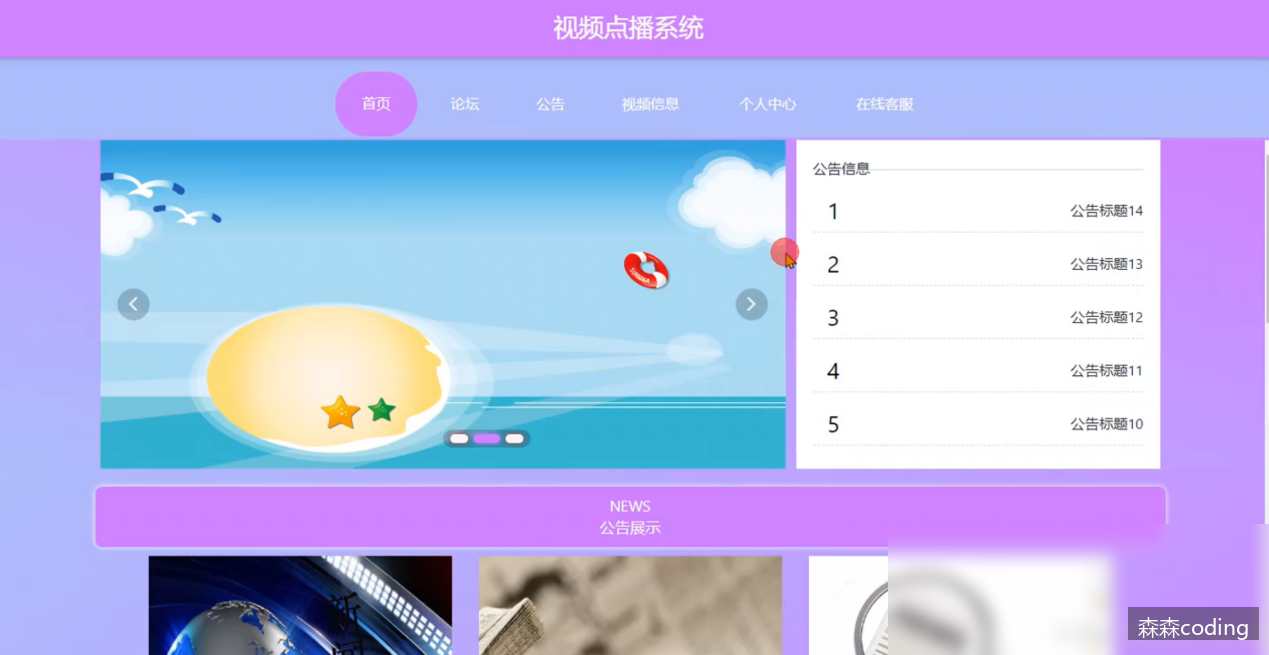 视频点播系统
首页
论坛
公告
视频信息
个人中心
在线客服
公告信息
1 公告标题14
2 公告标题13
3 公告标题12
4 公告标题11
5 公告标题10
NEWS
公告展示
森森coding